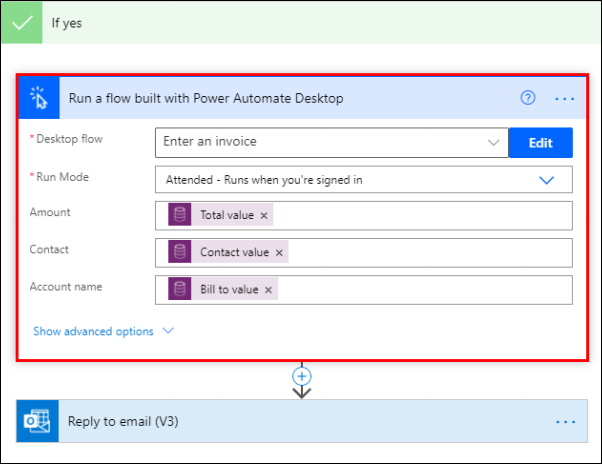 If yes
Run a flow built with Power Automate Desktop
* Desktop flow
Enter an invoice
Edit
* Run Mode
Attended - Runs when you're signed in
Amount
Total value ×
Contact
Contact value ×
Account name
Bill to value ×
Show advanced options
Reply to email (V3)